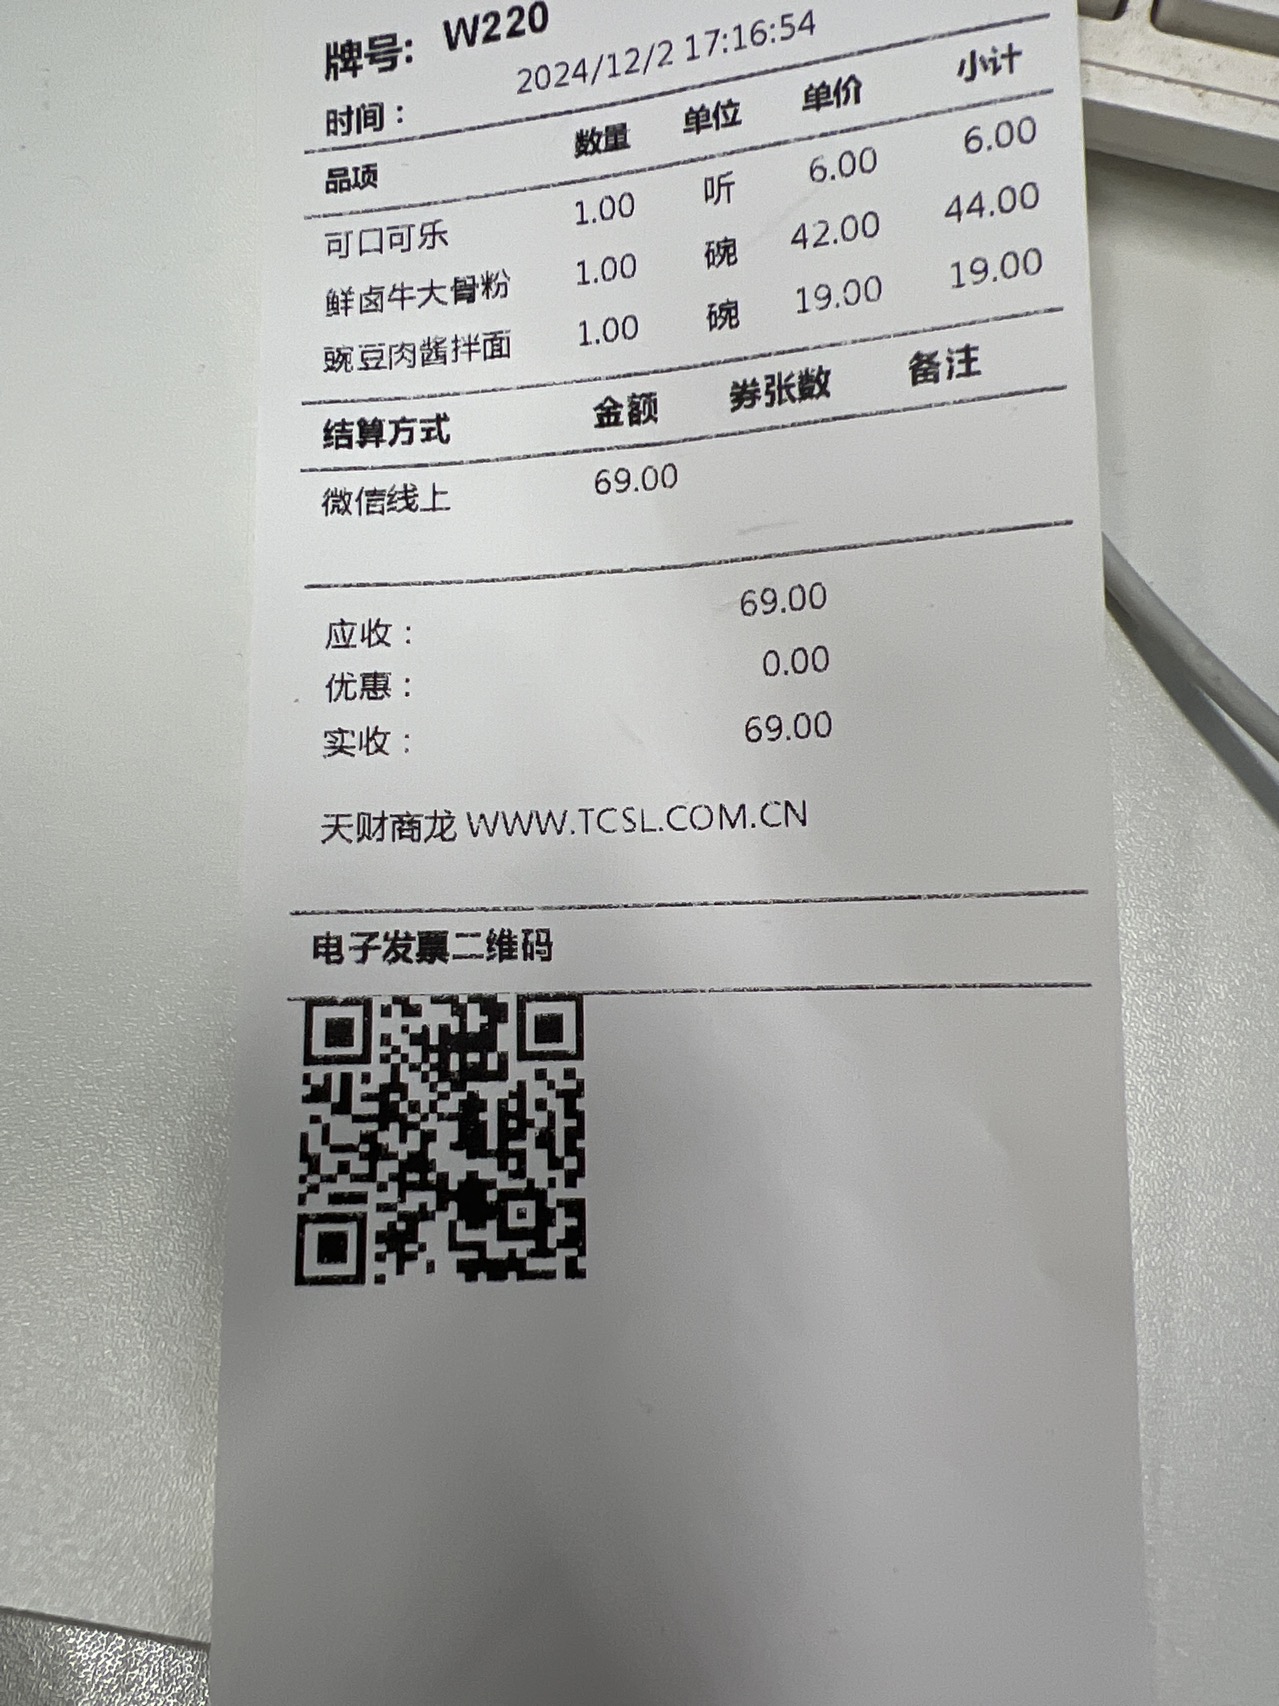 牌号: W220
时间： 2024/12/2 17:16:54
品项 数量 单位 单价 小计
可口可乐 1.00 听 6.00 6.00
鲜卤牛大骨粉 1.00 碗 42.00 44.00
豌豆肉酱拌面 1.00 碗 19.00 19.00
结算方式 金额 券张数 备注
微信线上 69.00
应收： 69.00
优惠： 0.00
实收： 69.00
天财商龙 WWW.TCSL.COM.CN
电子发票二维码